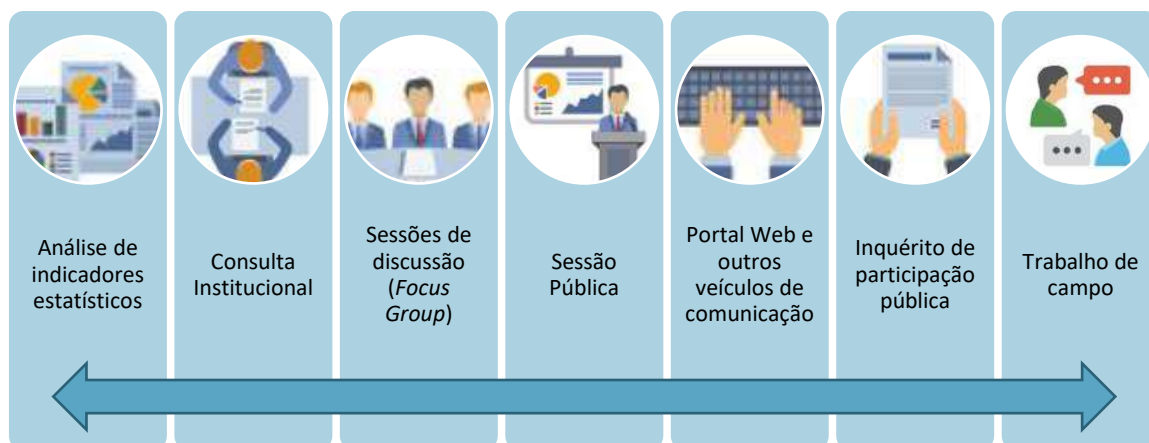 Análise de
indicadores
estatísticos
Consulta
Institucional
Sessões de
discussão
(Focus
Group)
Sessão
Pública
Portal Web e
outros
veículos de
comunicação
Inquérito de
participação
pública
Trabalho de
campo